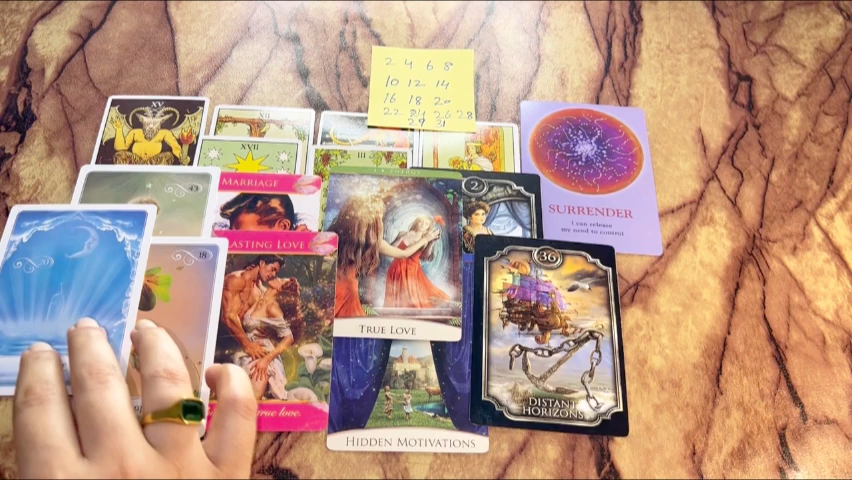 2 4 6 8
10 12 14
16 18 20
22 24 26 28
29 31
XV
XII
XVII
III
43
MARRIAGE
2
SURRENDER
I can release
my need to control
LASTING LOVE
18
36
TRUE LOVE
true love.
DISTANT
HORIZONS
HIDDEN MOTIVATIONS